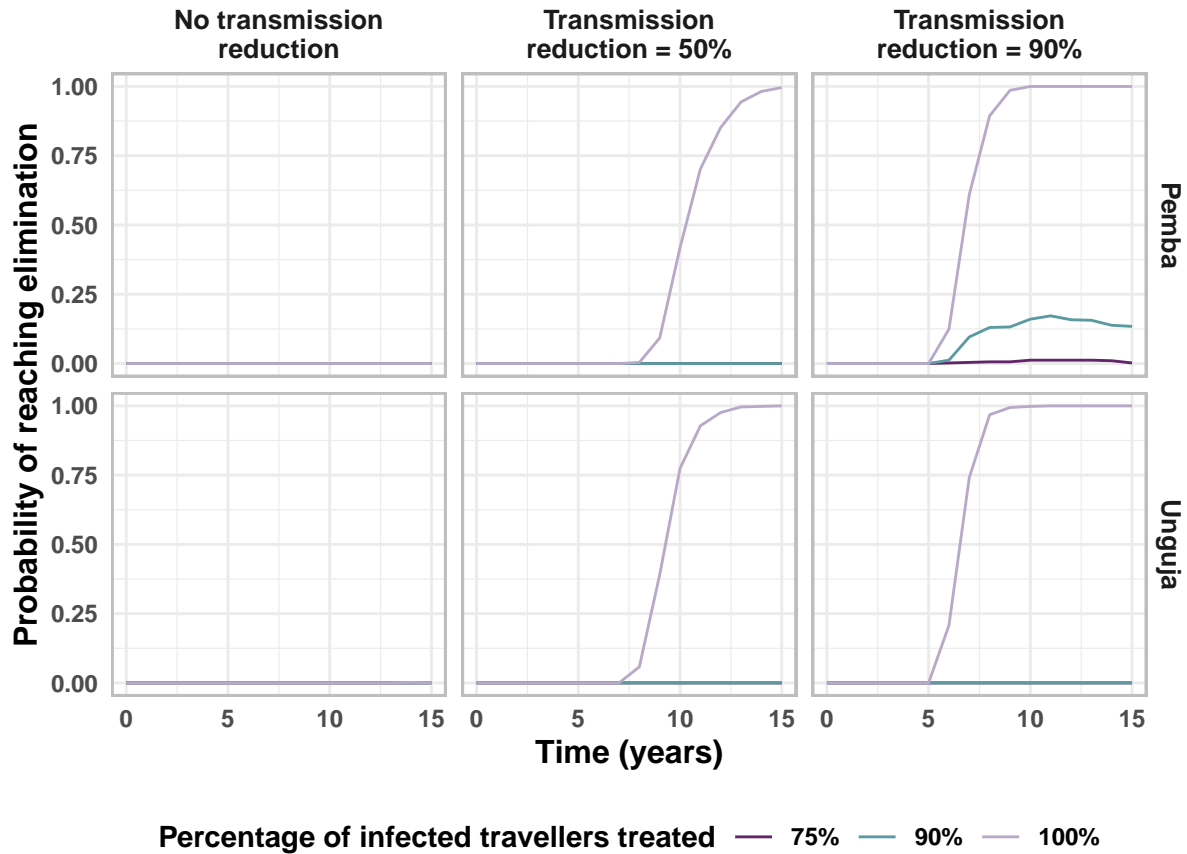 No transmission
reduction
Transmission
reduction = 50%
Transmission
reduction = 90%
Probability of reaching elimination
1.00
0.75
0.50
0.25
0.00
Pemba
1.00
0.75
0.50
0.25
0.00
Unguja
0 5 10 15
0 5 10 15
0 5 10 15
Time (years)
Percentage of infected travellers treated 75% 90% 100%